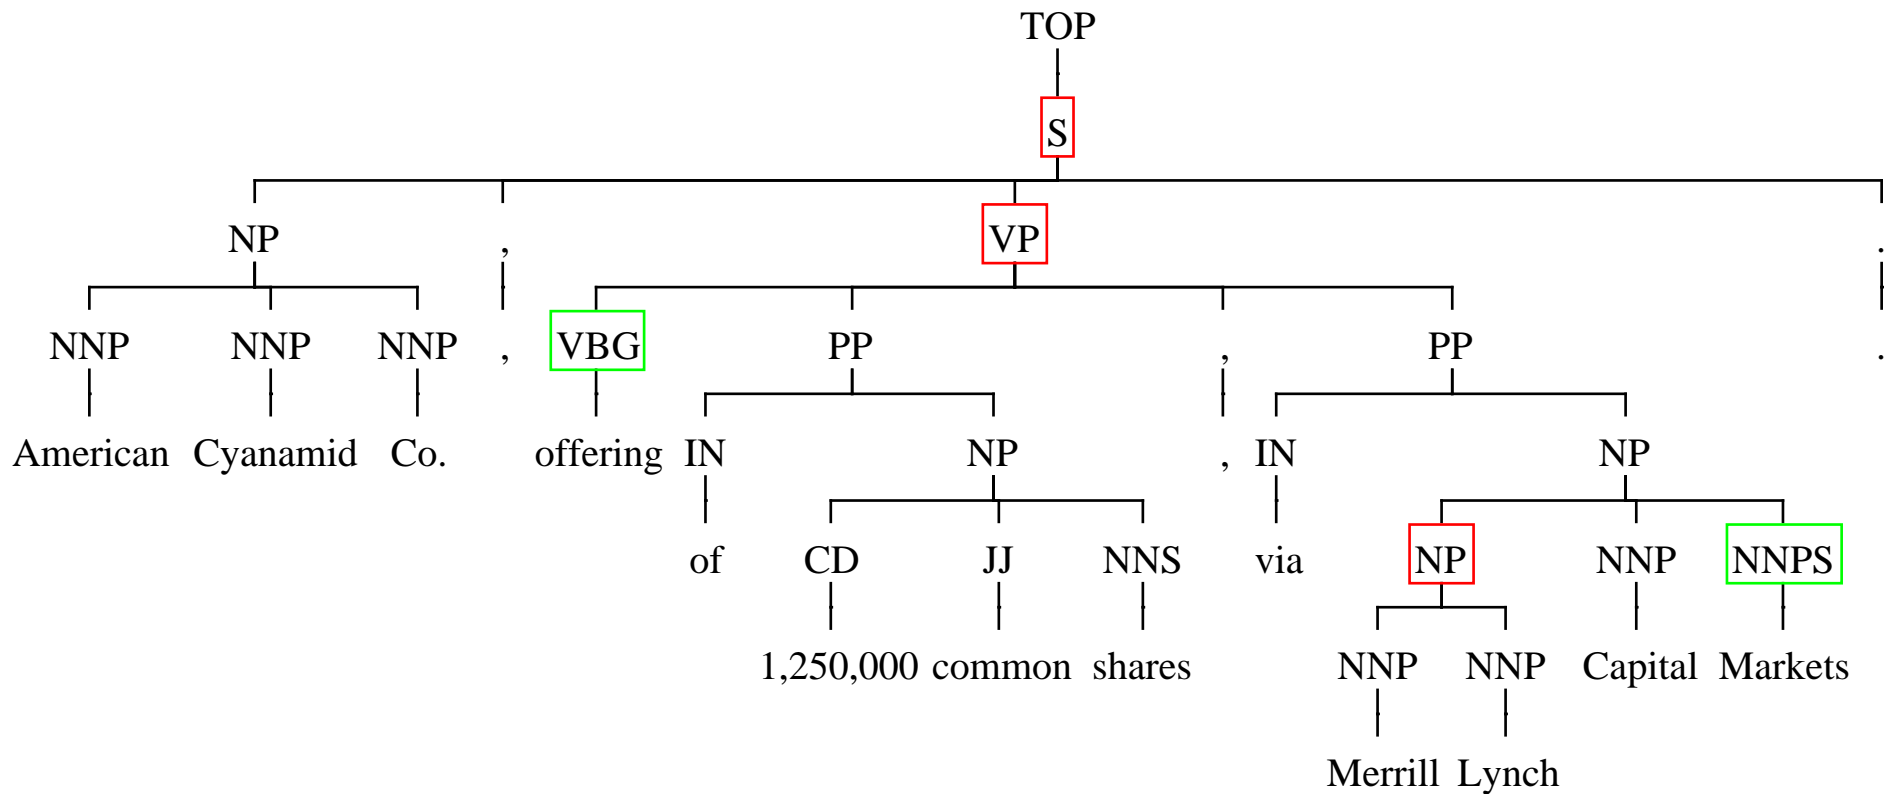 TOP
S
NP , VP .
NNP NNP NNP , VBG PP , PP .
American Cyanamid Co. offering IN NP , IN NP
of CD JJ NNS via NP NNP NNPS
1,250,000 common shares NNP NNP Capital Markets
Merrill Lynch